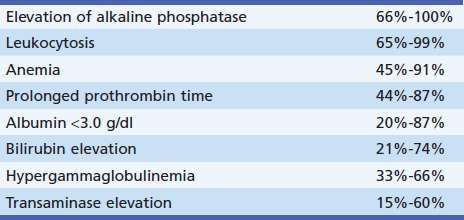 Elevation of alkaline phosphatase 66%-100%
Leukocytosis 65%-99%
Anemia 45%-91%
Prolonged prothrombin time 44%-87%
Albumin <3.0 g/dl 20%-87%
Bilirubin elevation 21%-74%
Hypergammaglobulinemia 33%-66%
Transaminase elevation 15%-60%